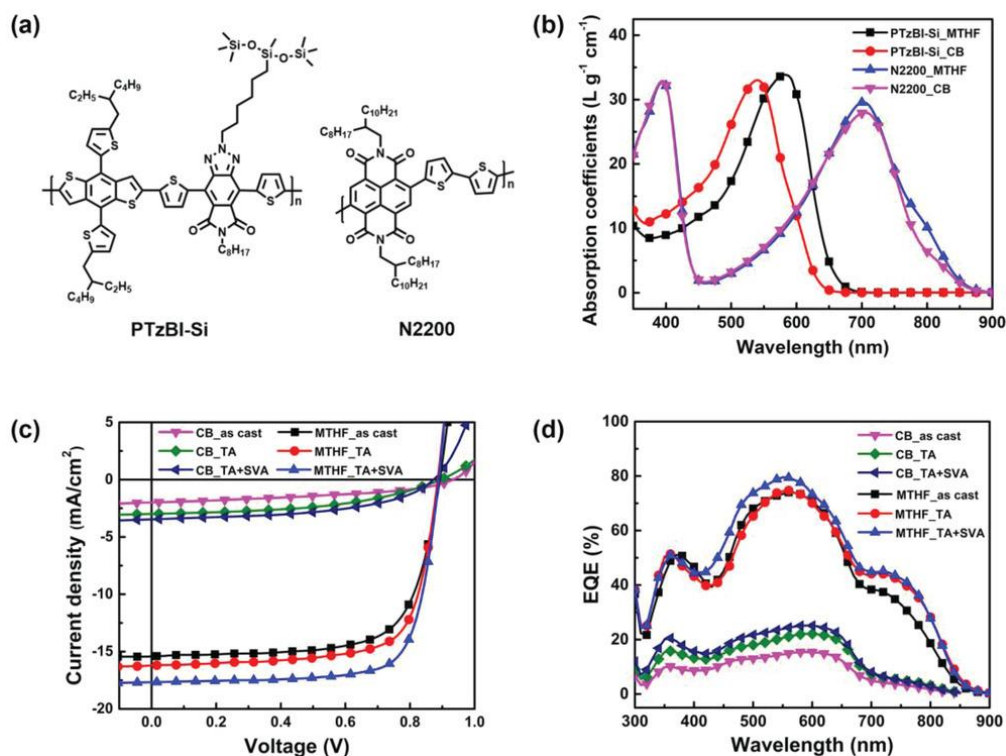 (a)
Si
O
Si
O
Si
C4H9
C2H5
S
N
N
N
S
S
S
S
S
n
O
N
O
C8H17
S
C2H5
C4H9
PTzBI-Si
C10H21
C8H17
O
N
O
S
S
n
O
N
O
C8H17
C10H21
N2200
(b)
PTzBI-Si_MTHF
PTzBI-Si_CB
N2200_MTHF
N2200_CB
Absorption coefficients (L g-1 cm-1)
40
30
20
10
0
400 500 600 700 800 900
Wavelength (nm)
(c)
CB_as cast MTHF_as cast
CB_TA MTHF_TA
CB_TA+SVA MTHF_TA+SVA
Current density (mA/cm2)
5
0
-5
-10
-15
-20
0.0 0.2 0.4 0.6 0.8 1.0
Voltage (V)
(d)
CB_as cast
CB_TA
CB_TA+SVA
MTHF_as cast
MTHF_TA
MTHF_TA+SVA
EQE (%)
100
80
60
40
20
0
300 400 500 600 700 800 900
Wavelength (nm)